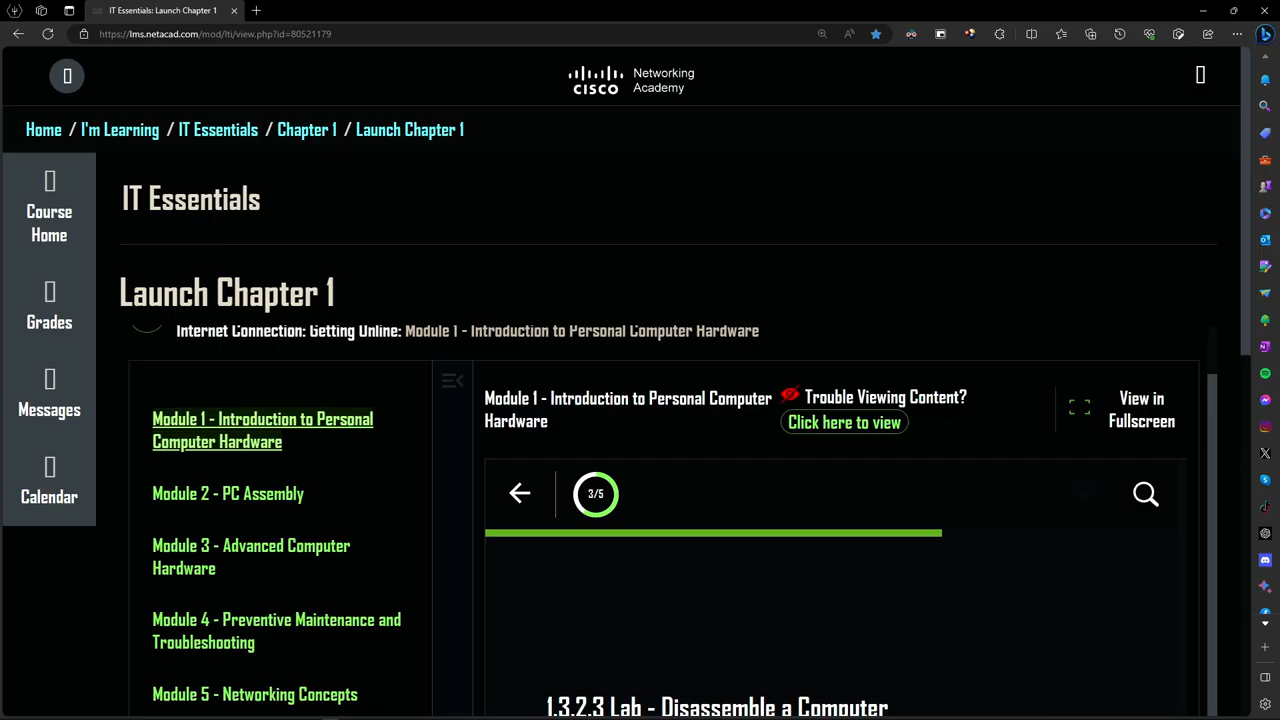 IT Essentials: Launch Chapter 1
https://lms.netacad.com/mod/lti/view.php?id=80521179
CISCO
Networking
Academy
Home / I'm Learning / IT Essentials / Chapter 1 / Launch Chapter 1
Course
Home
Grades
Messages
Calendar
IT Essentials
Launch Chapter 1
Internet Connection: Getting Online: Module 1 - Introduction to Personal Computer Hardware
Module 1 - Introduction to Personal
Computer Hardware
Module 2 - PC Assembly
Module 3 - Advanced Computer
Hardware
Module 4 - Preventive Maintenance and
Troubleshooting
Module 5 - Networking Concepts
Module 1 - Introduction to Personal Computer
Hardware
Trouble Viewing Content?
Click here to view
View in
Fullscreen
3/5
1.3.2.3 Lab - Disassemble a Computer